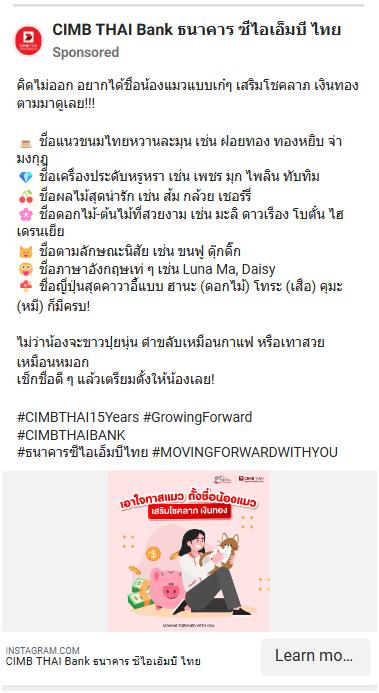 CIMB THAI Bank ธนาคาร ซีไอเอ็มบี ไทย
Sponsored
คิดไม่ออก อยากได้ชื่อน้องแมวแบบเก๋ๆ เสริมโชคลาภ เงินทอง
ตามมาดูเลย!!!
🍮 ชื่อแนวขนมไทยหวานละมุน เช่น ฝอยทอง ทองหยิบ จ่า
มงกุฎ
💎 ชื่อเครื่องประดับหรูหรา เช่น เพชร มุก ไพลิน ทับทิม
🍒 ชื่อผลไม้สุดน่ารัก เช่น ส้ม กล้วย เชอร์รี่
🌸 ชื่อดอกไม้-ต้นไม้ที่สวยงาม เช่น มะลิ ดาวเรือง โบตั๋น ไฮ
เดรนเยีย
😺 ชื่อตามลักษณะนิสัย เช่น ขนฟู ดุ๊กดิ๊ก
😜 ชื่อภาษาอังกฤษเท่ ๆ เช่น Luna Ma, Daisy
🍄 ชื่อญี่ปุ่นสุดคาวาอี้แบบ ฮานะ (ดอกไม้) โทระ (เสือ) คุมะ
(หมี) ก็มีครบ!
ไม่ว่าน้องจะขาวปุยนุ่น ดำขลับเหมือนกาแฟ หรือเทาสวย
เหมือนหมอก
เช็กชื่อดี ๆ แล้วเตรียมตั้งให้น้องเลย!
#CIMBTHAI15Years #GrowingForward
#CIMBTHAIBANK
#ธนาคารซีไอเอ็มบีไทย #MOVINGFORWARDWITHYOU
CIMB THAI
เอาใจทาสแมว ตั้งชื่อน้องแมว
เสริมโชคลาภ เงินทอง
MOVING FORWARD WITH YOU
INSTAGRAM.COM
CIMB THAI Bank ธนาคาร ซีไอเอ็มบี ไทย
Learn mo...